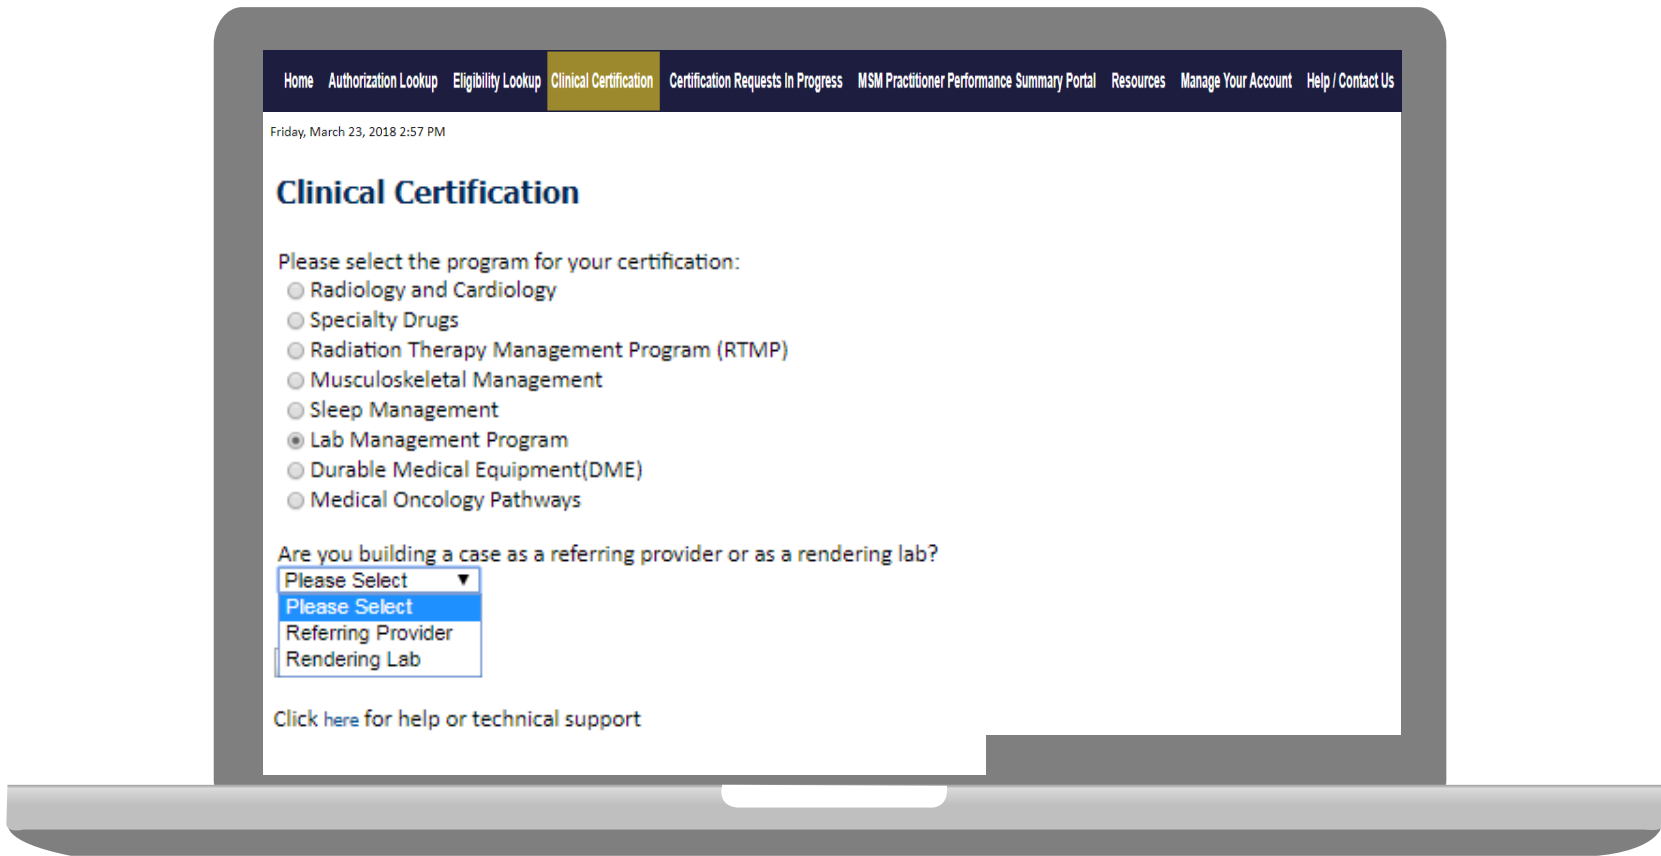 Home Authorization Lookup Eligibility Lookup Clinical Certification Certification Requests In Progress MSM Practitioner Performance Summary Portal Resources Manage Your Account Help / Contact Us
Friday, March 23, 2018 2:57 PM
Clinical Certification
Please select the program for your certification:
Radiology and Cardiology
Specialty Drugs
Radiation Therapy Management Program (RTMP)
Musculoskeletal Management
Sleep Management
Lab Management Program
Durable Medical Equipment(DME)
Medical Oncology Pathways
Are you building a case as a referring provider or as a rendering lab?
Please Select
Please Select
Referring Provider
Rendering Lab
Click here for help or technical support